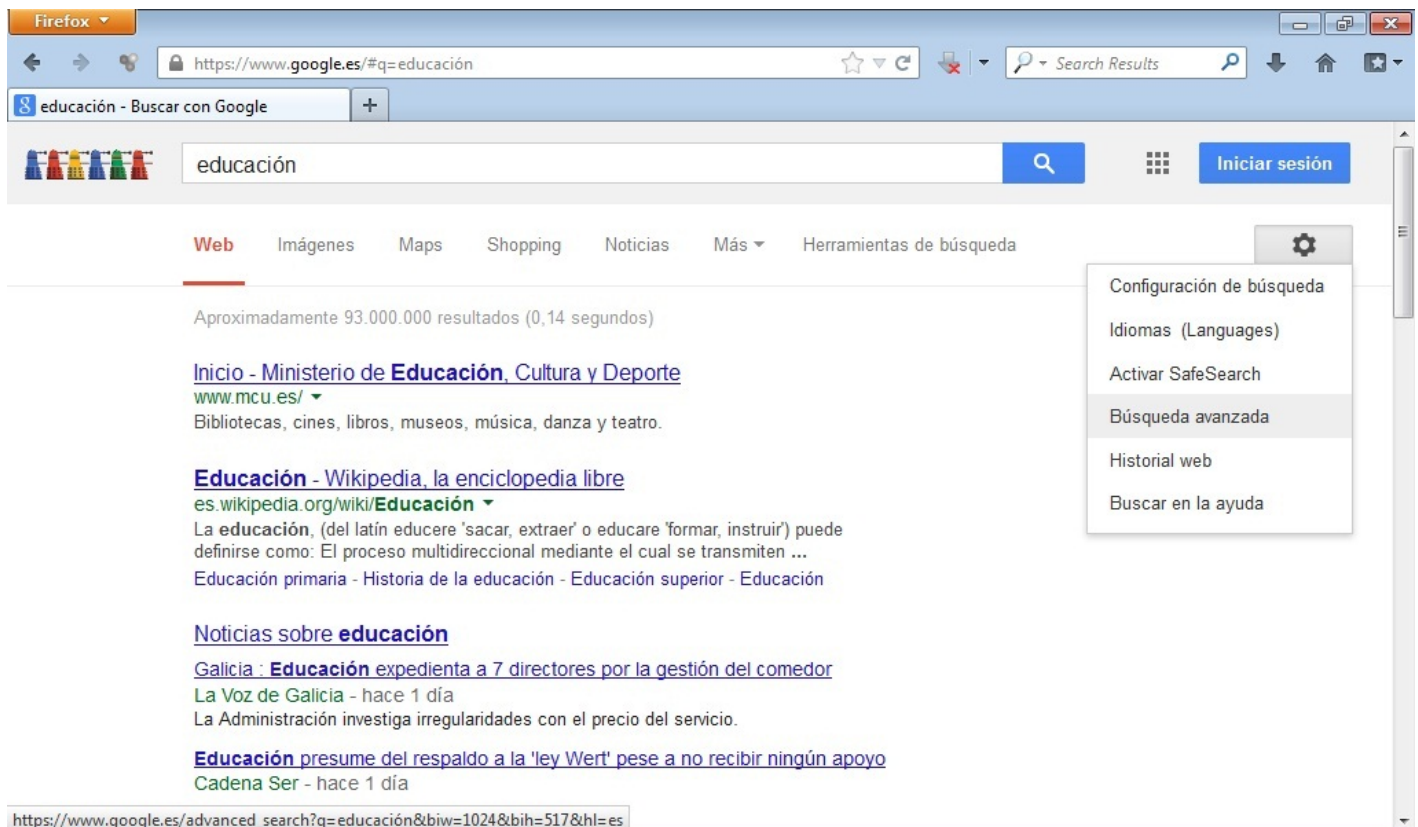 Firefox
https://www.google.es/#q=educación
Search Results
educación - Buscar con Google
educación
Iniciar sesión
Web Imágenes Maps Shopping Noticias Más Herramientas de búsqueda
Configuración de búsqueda
Idiomas (Languages)
Activar SafeSearch
Búsqueda avanzada
Historial web
Buscar en la ayuda
Aproximadamente 93.000.000 resultados (0,14 segundos)
Inicio - Ministerio de Educación, Cultura y Deporte
www.mcu.es/
Bibliotecas, cines, libros, museos, música, danza y teatro.
Educación - Wikipedia, la enciclopedia libre
es.wikipedia.org/wiki/Educación
La educación, (del latín educere 'sacar, extraer' o educare 'formar, instruir') puede
definirse como: El proceso multidireccional mediante el cual se transmiten ...
Educación primaria - Historia de la educación - Educación superior - Educación
Noticias sobre educación
Galicia : Educación expedienta a 7 directores por la gestión del comedor
La Voz de Galicia - hace 1 día
La Administración investiga irregularidades con el precio del servicio.
Educación presume del respaldo a la 'ley Wert' pese a no recibir ningún apoyo
Cadena Ser - hace 1 día
https://www.google.es/advanced_search?q=educación&biw=1024&bih=517&hl=es